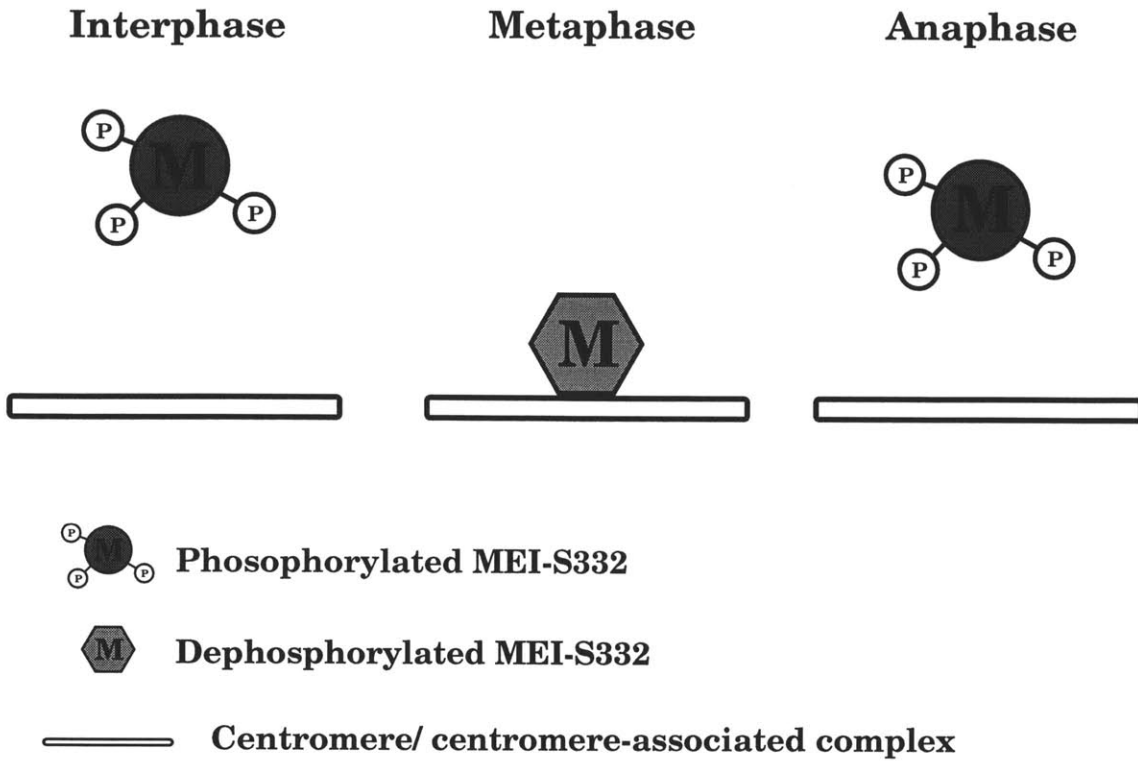 Interphase Metaphase Anaphase
P
M
P P
P
M
P P
M
P
M
P P
Phosophorylated MEI-S332
M
Dephosphorylated MEI-S332
Centromere/ centromere-associated complex